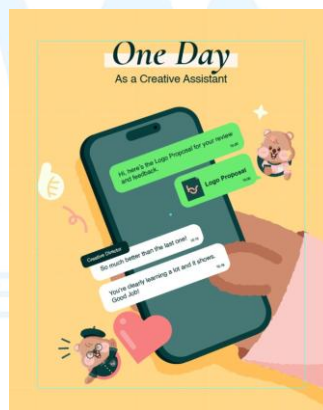 One Day
As a Creative Assistant
Hi, here's the Logo Proposal for your review
and feedback.
Logo Proposal
Creative Director
So much better than the last one!
You're clearly learning a lot and it shoes.
Good Job!